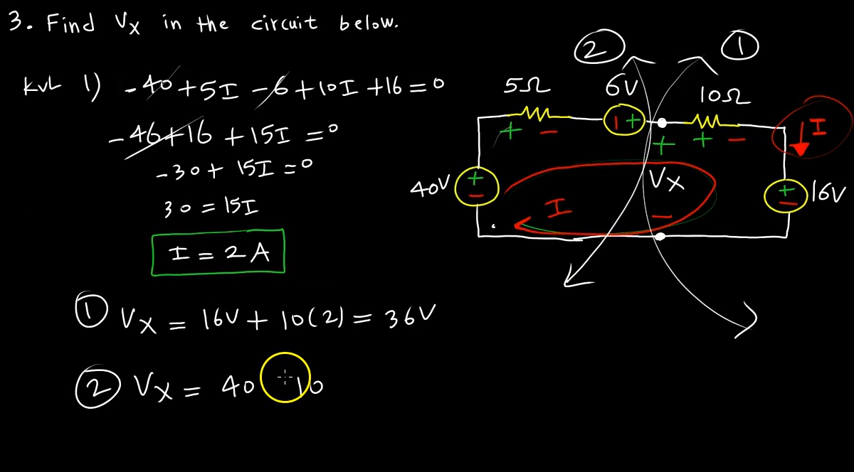 3. Find Vx in the circuit below.
KVL 1) -40 + 5I - 6 + 10I + 16 = 0
-46 + 16 + 15I = 0
-30 + 15I = 0
30 = 15I
I = 2A
① Vx = 16V + 10(2) = 36V
② Vx = 40 10
② ①
5Ω 6V 10Ω
+ - - + + + -
I
40V + - I Vx - + - 16V